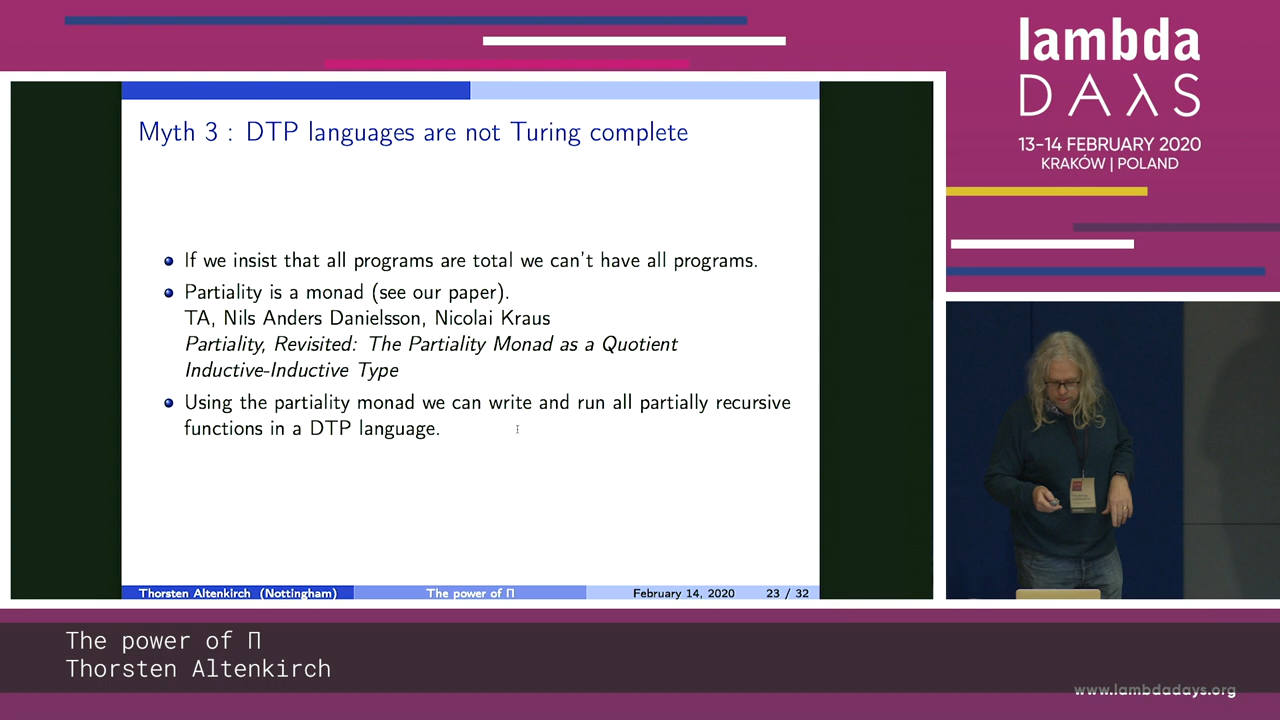 lambda
DAλS
13–14 FEBRUARY 2020
KRAKÓW | POLAND
Myth 3 : DTP languages are not Turing complete
If we insist that all programs are total we can't have all programs.
Partiality is a monad (see our paper).
TA, Nils Anders Danielsson, Nicolai Kraus
Partiality, Revisited: The Partiality Monad as a Quotient
Inductive-Inductive Type
Using the partiality monad we can write and run all partially recursive
functions in a DTP language.
Thorsten Altenkirch (Nottingham) The power of Π February 14, 2020 23 / 32
The power of Π
Thorsten Altenkirch
www.lambdadays.org